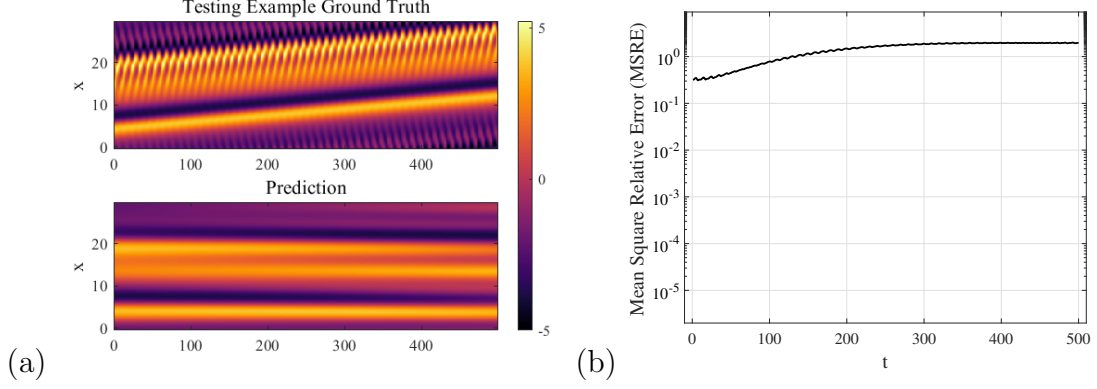 Testing Example Ground Truth
x
20
10
0
0 100 200 300 400
5
0
-5
Prediction
x
20
10
0
0 100 200 300 400
(a)
Mean Square Relative Error (MSRE)
10^0
10^-1
10^-2
10^-3
10^-4
10^-5
0 100 200 300 400 500
t
(b)